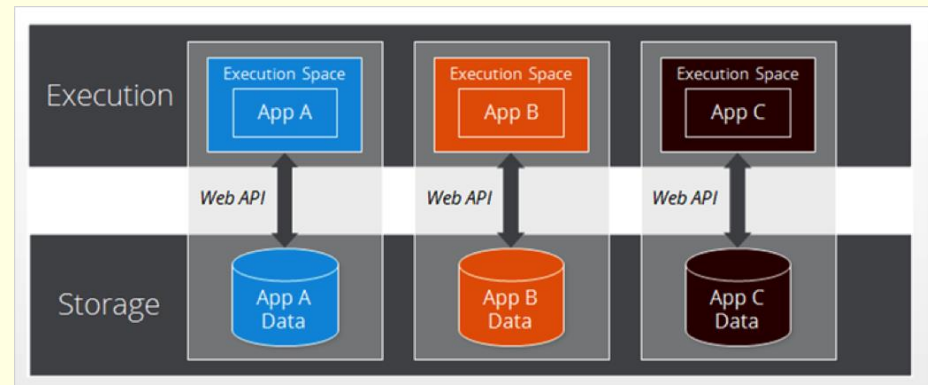 Execution
Execution Space
App A
Execution Space
App B
Execution Space
App C
Web API
Web API
Web API
Storage
App A
Data
App B
Data
App C
Data